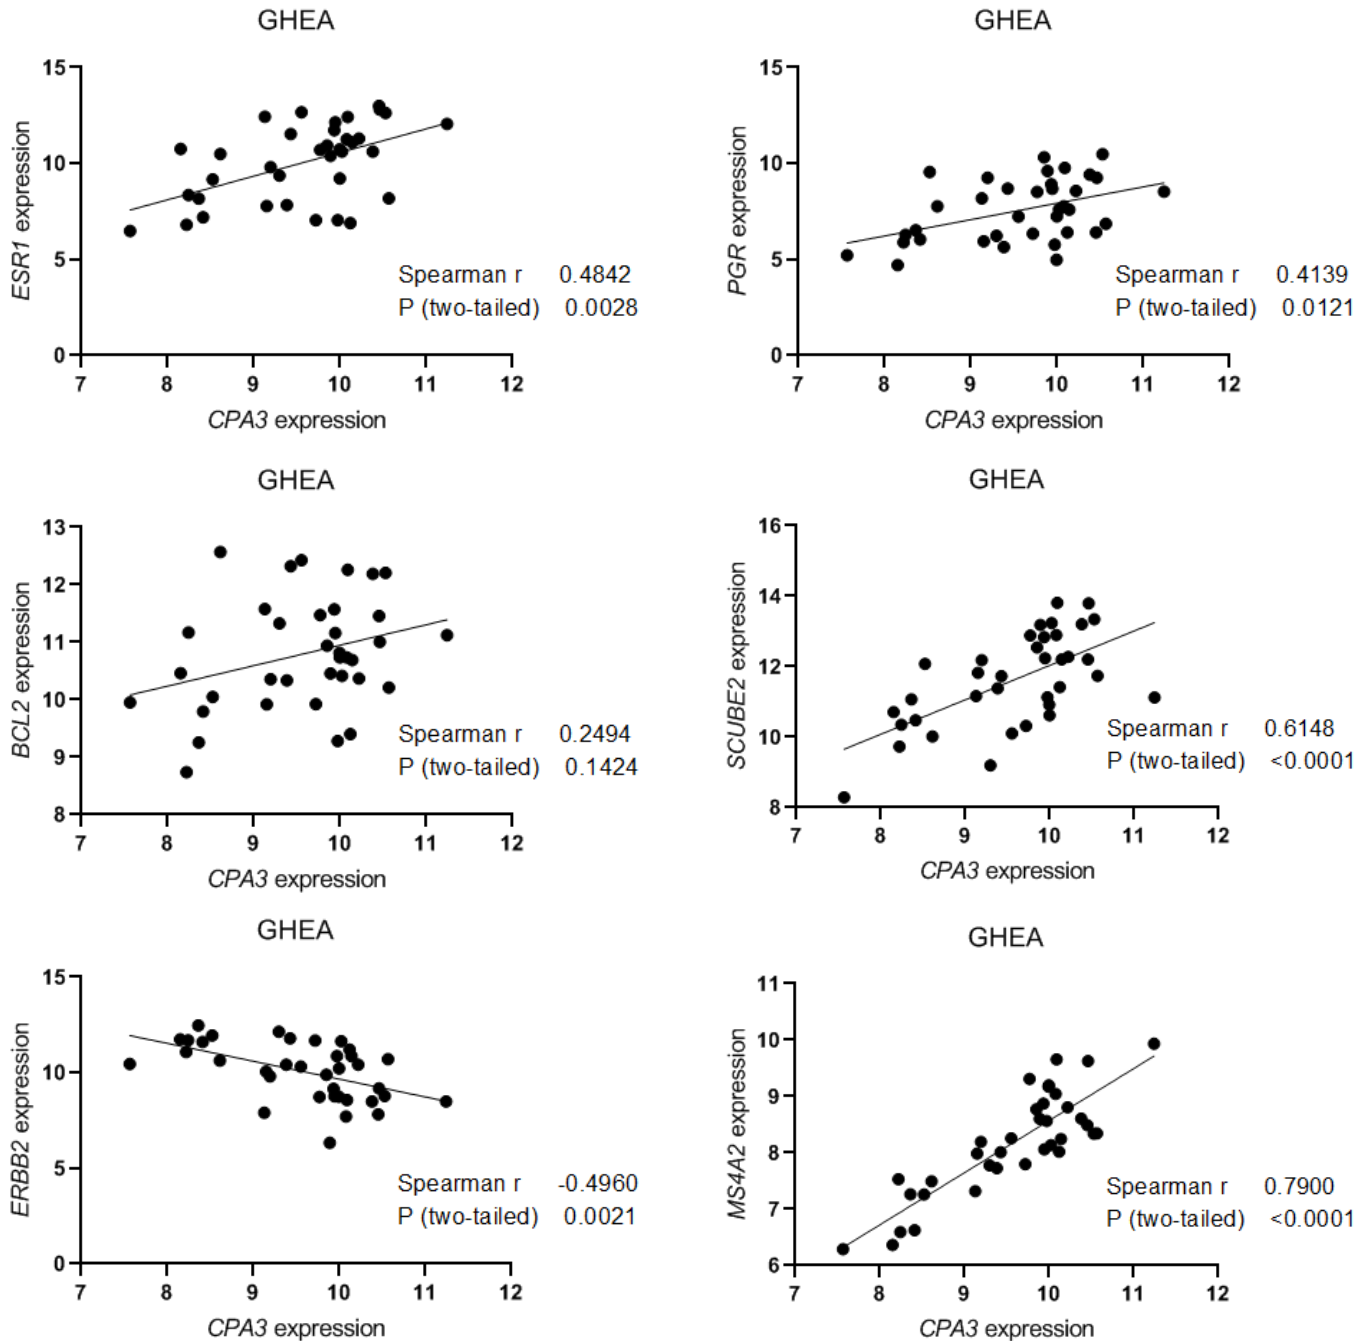 GHEA
15
10
5
0
ESR1 expression
Spearman r 0.4842
P (two-tailed) 0.0028
7 8 9 10 11 12
CPA3 expression
GHEA
15
10
5
0
PGR expression
Spearman r 0.4139
P (two-tailed) 0.0121
7 8 9 10 11 12
CPA3 expression
GHEA
13
12
11
10
9
8
BCL2 expression
Spearman r 0.2494
P (two-tailed) 0.1424
7 8 9 10 11 12
CPA3 expression
GHEA
16
14
12
10
8
SCUBE2 expression
Spearman r 0.6148
P (two-tailed) <0.0001
7 8 9 10 11 12
CPA3 expression
GHEA
15
10
5
0
ERBB2 expression
Spearman r -0.4960
P (two-tailed) 0.0021
7 8 9 10 11 12
CPA3 expression
GHEA
11
10
9
8
7
6
MS4A2 expression
Spearman r 0.7900
P (two-tailed) <0.0001
7 8 9 10 11 12
CPA3 expression